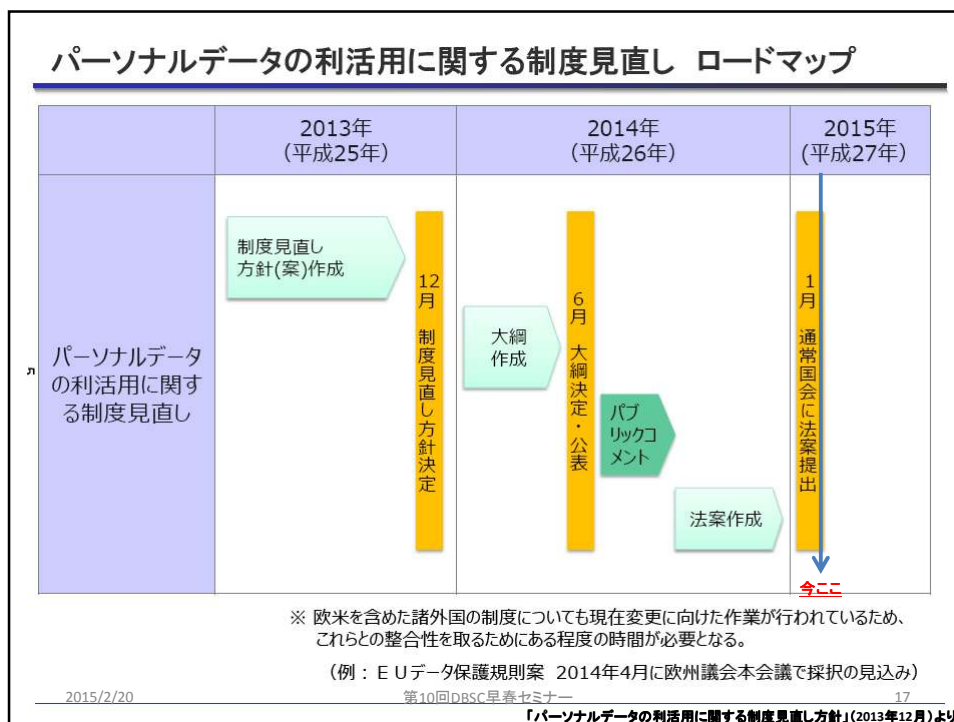 パーソナルデータの利活用に関する制度見直し ロードマップ
2013年
(平成25年)
2014年
(平成26年)
2015年
(平成27年)
パーソナルデータ
の利活用に関す
る制度見直し
制度見直し
方針(案)作成
12月 制度見直し方針決定
大綱
作成
6月 大綱決定・公表
パブ
リックコ
メント
法案作成
1月 通常国会に法案提出
今ここ
※ 欧米を含めた諸外国の制度についても現在変更に向けた作業が行われているため、
これらとの整合性を取るためにある程度の時間が必要となる。
(例:EUデータ保護規則案 2014年4月に欧州議会本会議で採択の見込み)
2015/2/20
第10回DBSC早春セミナー
17
「パーソナルデータの利活用に関する制度見直し方針」(2013年12月)より